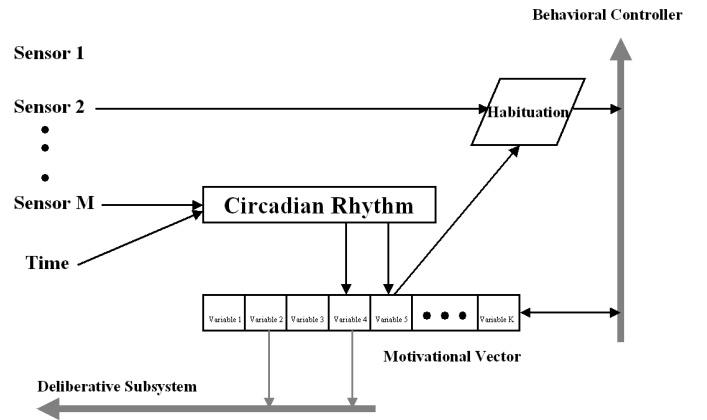 Behavioral Controller
Sensor 1
Sensor 2
Habituation
Sensor M
Circadian Rhythm
Time
Variable 1 Variable 2 Variable 3 Variable 4 Variable 5 Variable K
Motivational Vector
Deliberative Subsystem